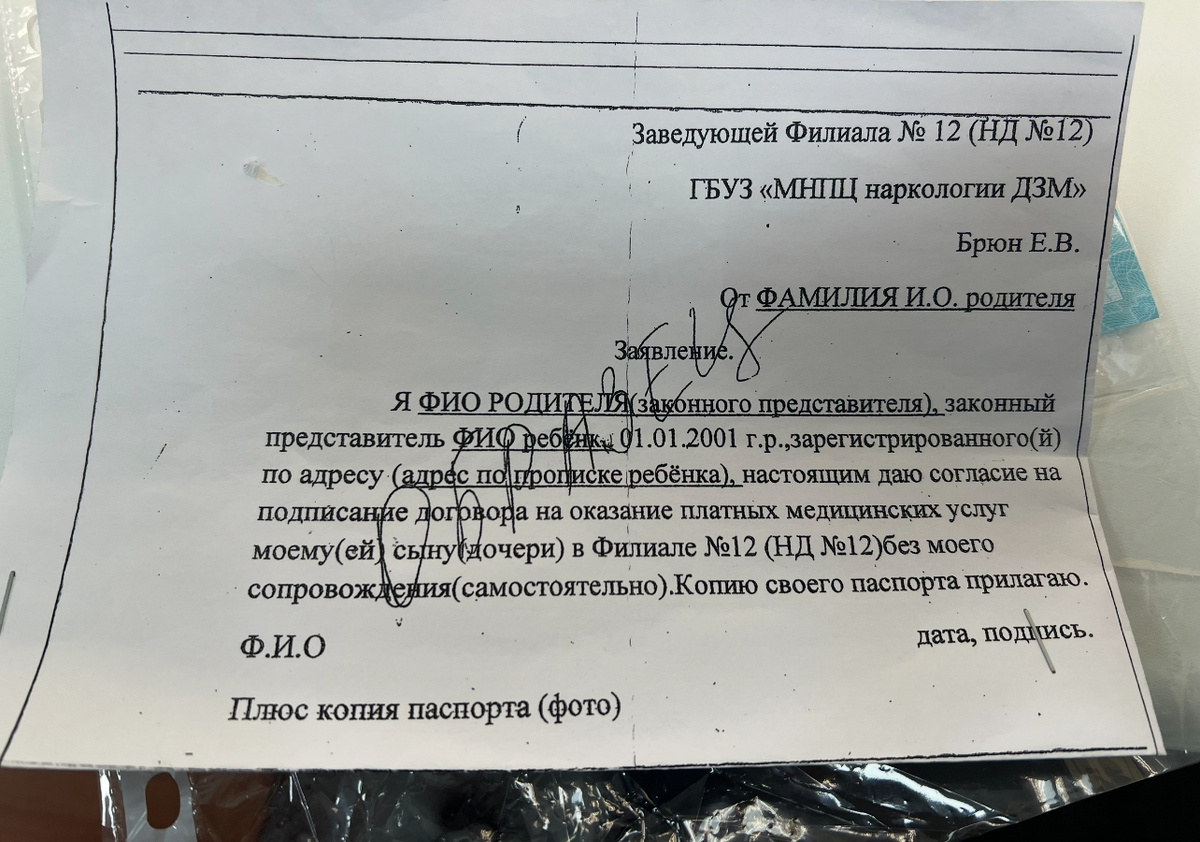 Заведующей Филиала № 12 (НД №12)
ГБУЗ «МНПЦ наркологии ДЗМ»
Брюн Е.В.
От ФАМИЛИЯ И.О. родителя
Заявление.
Я ФИО РОДИТЕЛЯ(законного представителя), законный
представитель ФИО ребёнка, 01.01.2001 г.р.,зарегистрированного(й)
по адресу (адрес по прописке ребёнка), настоящим даю согласие на
подписание договора на оказание платных медицинских услуг
моему(ей) сыну(дочери) в Филиале №12 (НД №12)без моего
сопровождения(самостоятельно).Копию своего паспорта прилагаю.
Ф.И.О
дата, подпись.
Плюс копия паспорта (фото)
ОБРАЗЕЦ